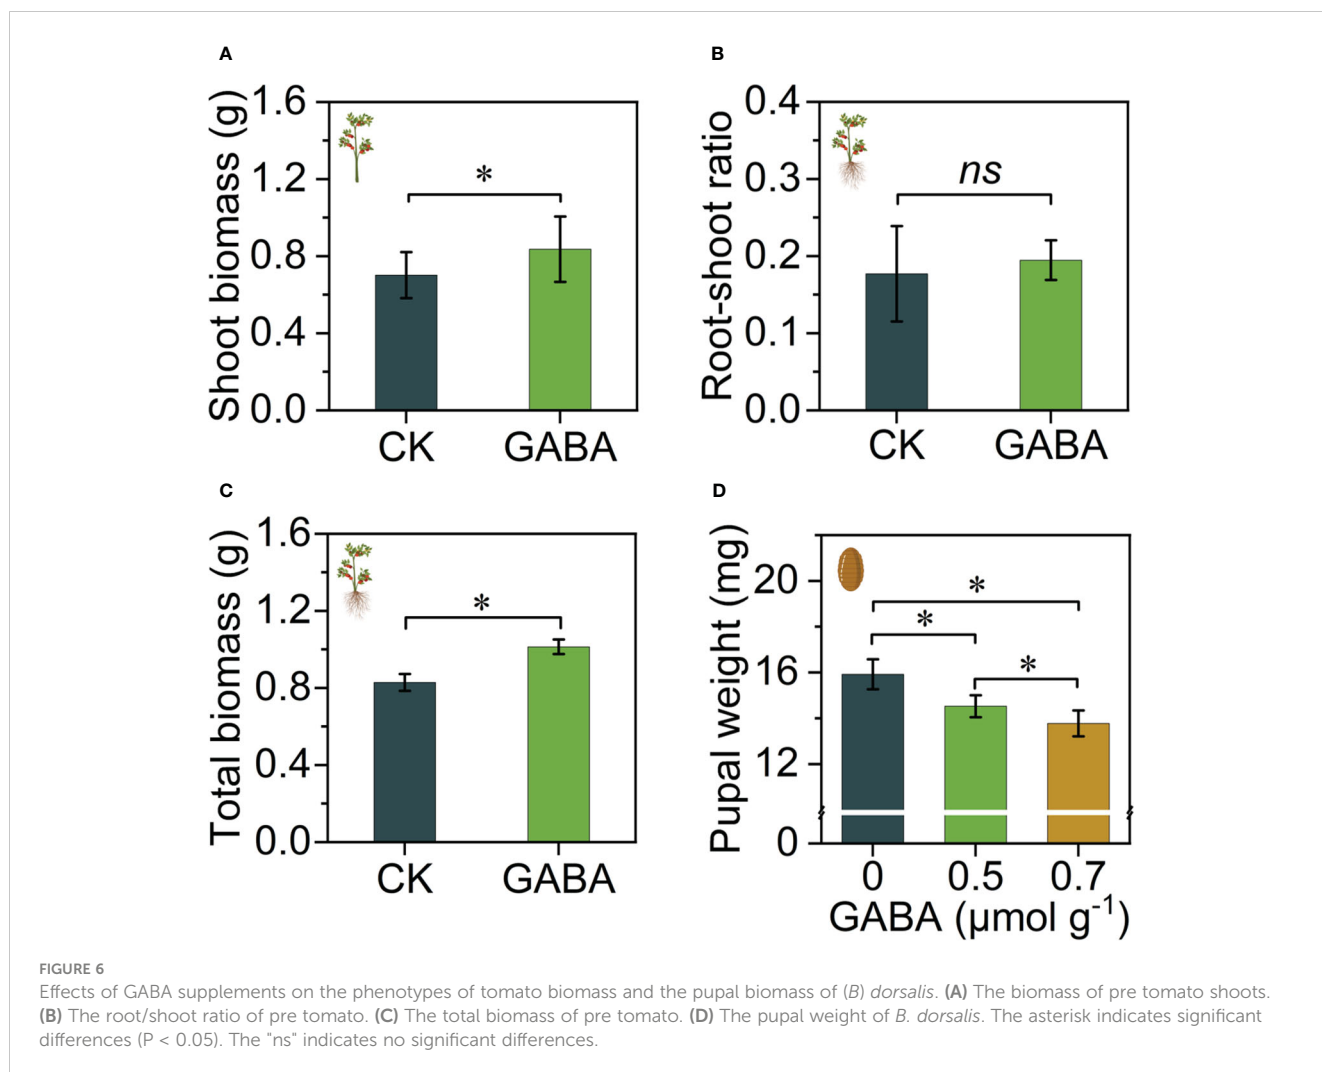 A
Shoot biomass (g)
1.6
1.2
0.8
0.4
0.0
*
CK GABA
B
Root-shoot ratio
0.4
0.3
0.2
0.1
0.0
ns
CK GABA
C
Total biomass (g)
1.6
1.2
0.8
0.4
0.0
*
CK GABA
D
Pupal weight (mg)
20
16
12
0
*
*
*
0 0.5 0.7
GABA (µmol g⁻¹)
FIGURE 6
Effects of GABA supplements on the phenotypes of tomato biomass and the pupal biomass of (B) dorsalis. (A) The biomass of pre tomato shoots.
(B) The root/shoot ratio of pre tomato. (C) The total biomass of pre tomato. (D) The pupal weight of B. dorsalis. The asterisk indicates significant
differences (P < 0.05). The "ns" indicates no significant differences.